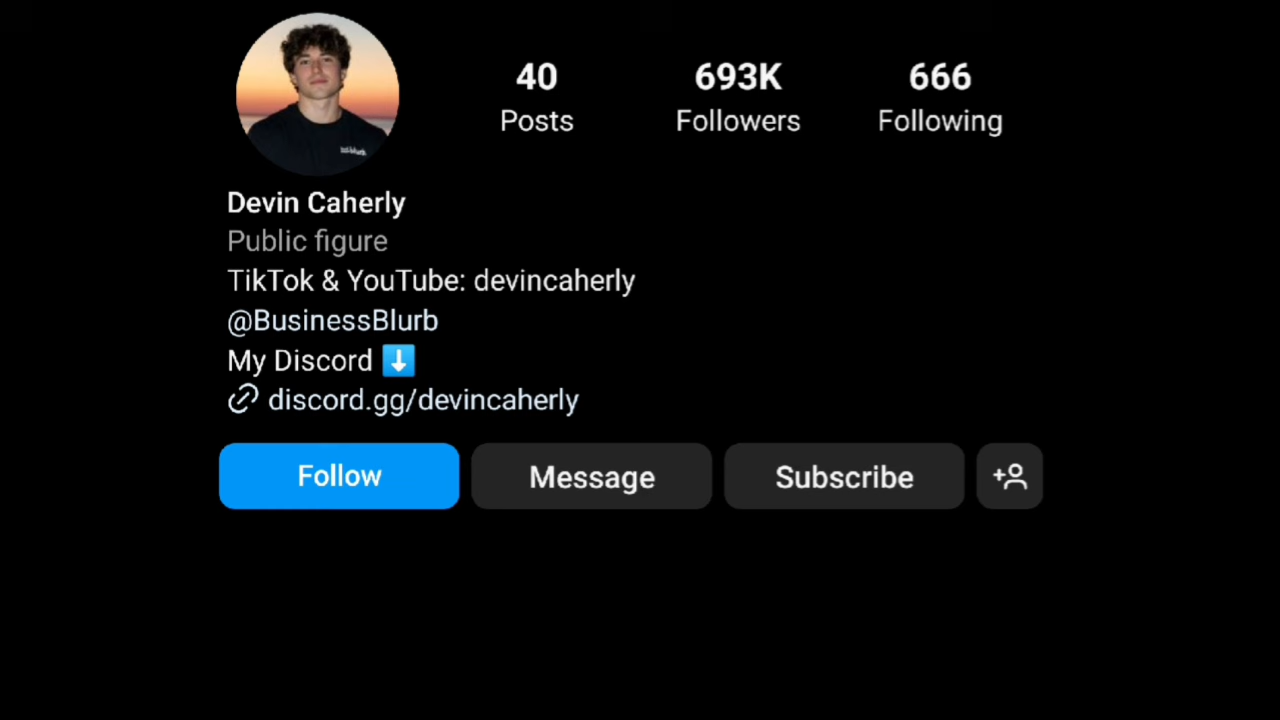 40 693K 666
Posts Followers Following
Devin Caherly
Public figure
TikTok & YouTube: devincaherly
@BusinessBlurb
My Discord ⬇️
discord.gg/devincaherly
Follow Message Subscribe